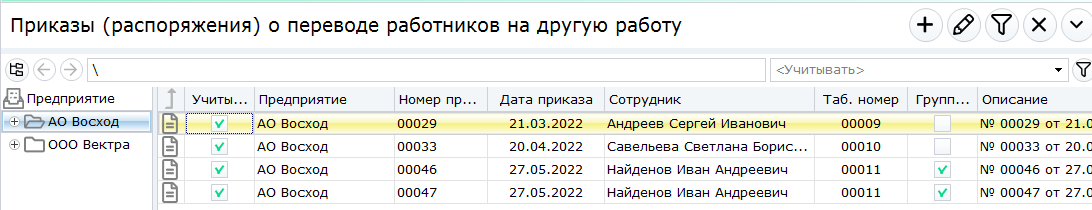 Приказы (распоряжения) о переводе работников на другую работу
\ <Учитывать>
Предприятие Учиты... Предприятие Номер пр... Дата приказа Сотрудник Таб. номер Групп... Описание
АО Восход АО Восход 00029 21.03.2022 Андреев Сергей Иванович 00009 № 00029 от 21.0
ООО Вектра АО Восход 00033 20.04.2022 Савельева Светлана Борис... 00010 № 00033 от 20.0
АО Восход 00046 27.05.2022 Найденов Иван Андреевич 00011 № 00046 от 27.0
АО Восход 00047 27.05.2022 Найденов Иван Андреевич 00011 № 00047 от 27.0